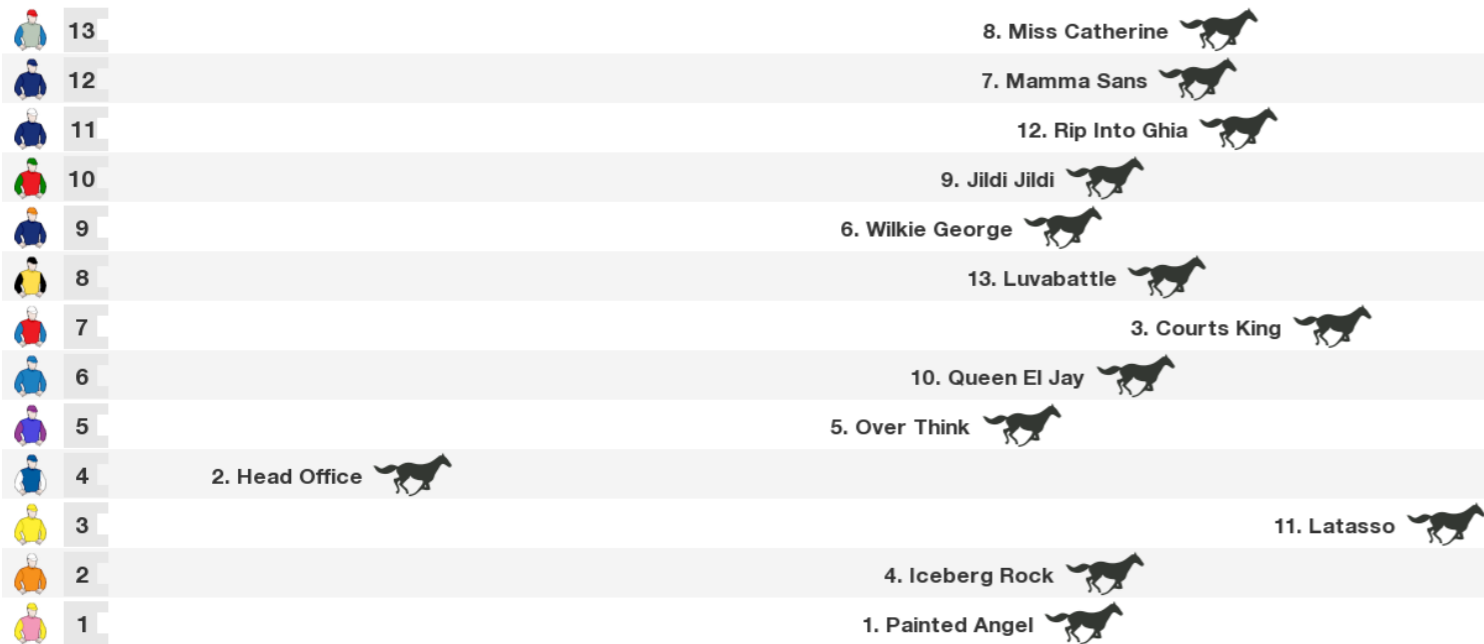 13 8. Miss Catherine
12 7. Mamma Sans
11 12. Rip Into Ghia
10 9. Jildi Jildi
9 6. Wilkie George
8 13. Luvabattle
7 3. Courts King
6 10. Queen El Jay
5 5. Over Think
4 2. Head Office
3 11. Latasso
2 4. Iceberg Rock
1 1. Painted Angel